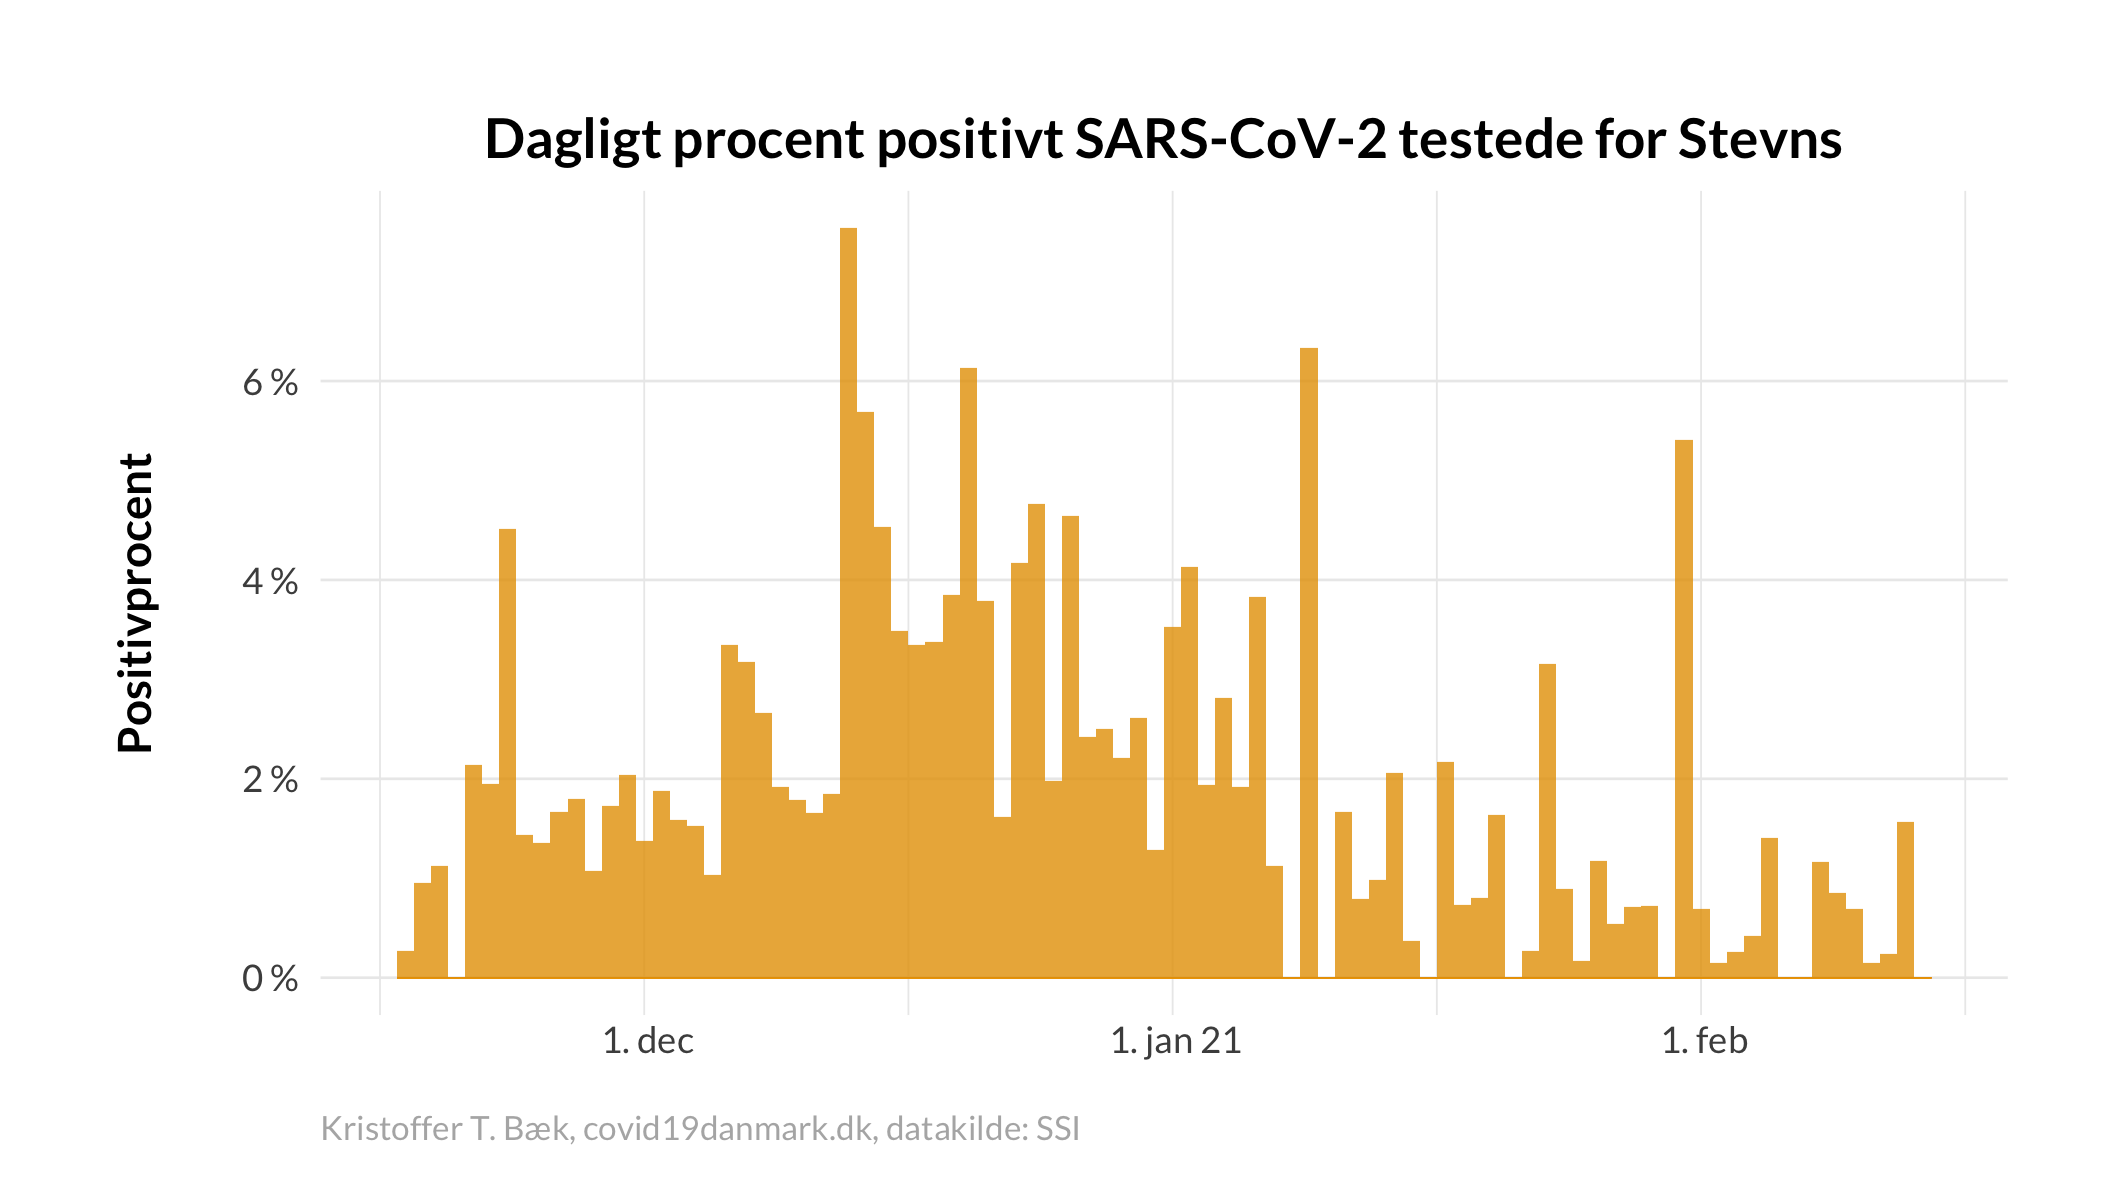 Dagligt procent positivt SARS-CoV-2 testede for Stevns
Positivprocent
6 %
4 %
2 %
0 %
1. dec
1. jan 21
1. feb
Kristoffer T. Bæk, covid19danmark.dk, datakilde: SSI